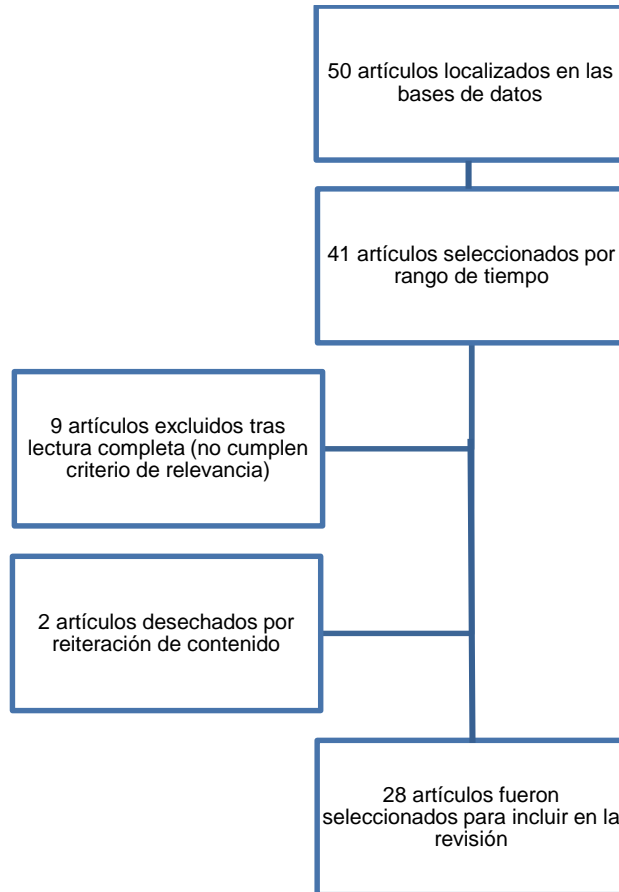 50 artículos localizados en las
bases de datos
41 artículos seleccionados por
rango de tiempo
9 artículos excluidos tras
lectura completa (no cumplen
criterio de relevancia)
2 artículos desechados por
reiteración de contenido
28 artículos fueron
seleccionados para incluir en la
revisión